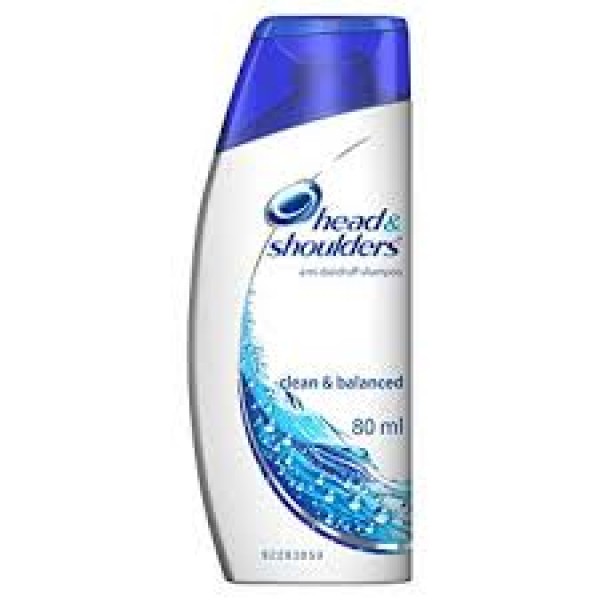 head&
shoulders®
anti-dandruff shampoo
clean & balanced
80 ml